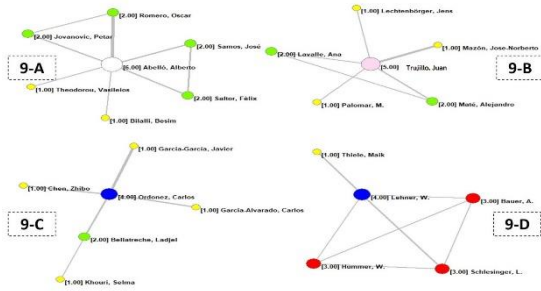 [2.00] Romero, Oscar
[2.00] Jovanovic, Petar
[2.00] Samos, José
[6.00] Abelló, Alberto
[1.00] Theodorou, Vasileios
[2.00] Saltor, Fèlix
[1.00] Bilalli, Besim
9-A
[1.00] Lechtenbörger, Jens
[1.00] Mazón, Jose-Norberto
[2.00] Lavalle, Ana
[5.00] Trujillo, Juan
[1.00] Palomar, M.
[2.00] Maté, Alejandro
9-B
[1.00] García-García, Javier
[1.00] Chen, Zhibo
[4.00] Ordonez, Carlos
[1.00] García-Alvarado, Carlos
9-C
[2.00] Bellatreche, Ladjel
[1.00] Khouri, Selma
[1.00] Thiele, Maik
[4.00] Lehner, W.
[3.00] Bauer, A.
9-D
[3.00] Hummer, W.
[3.00] Schlesinger, L.